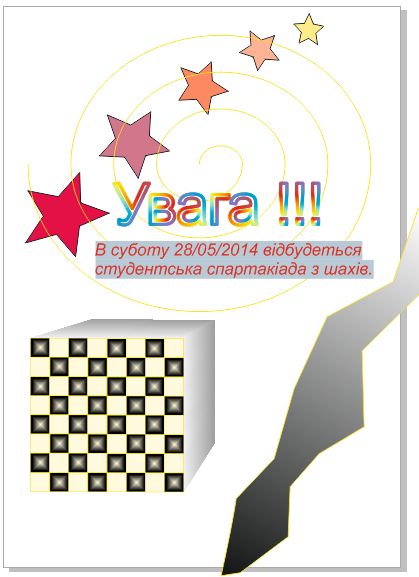 Увага !!!
В суботу 28/05/2014 відбудеться
студентська спартакіада з шахів.